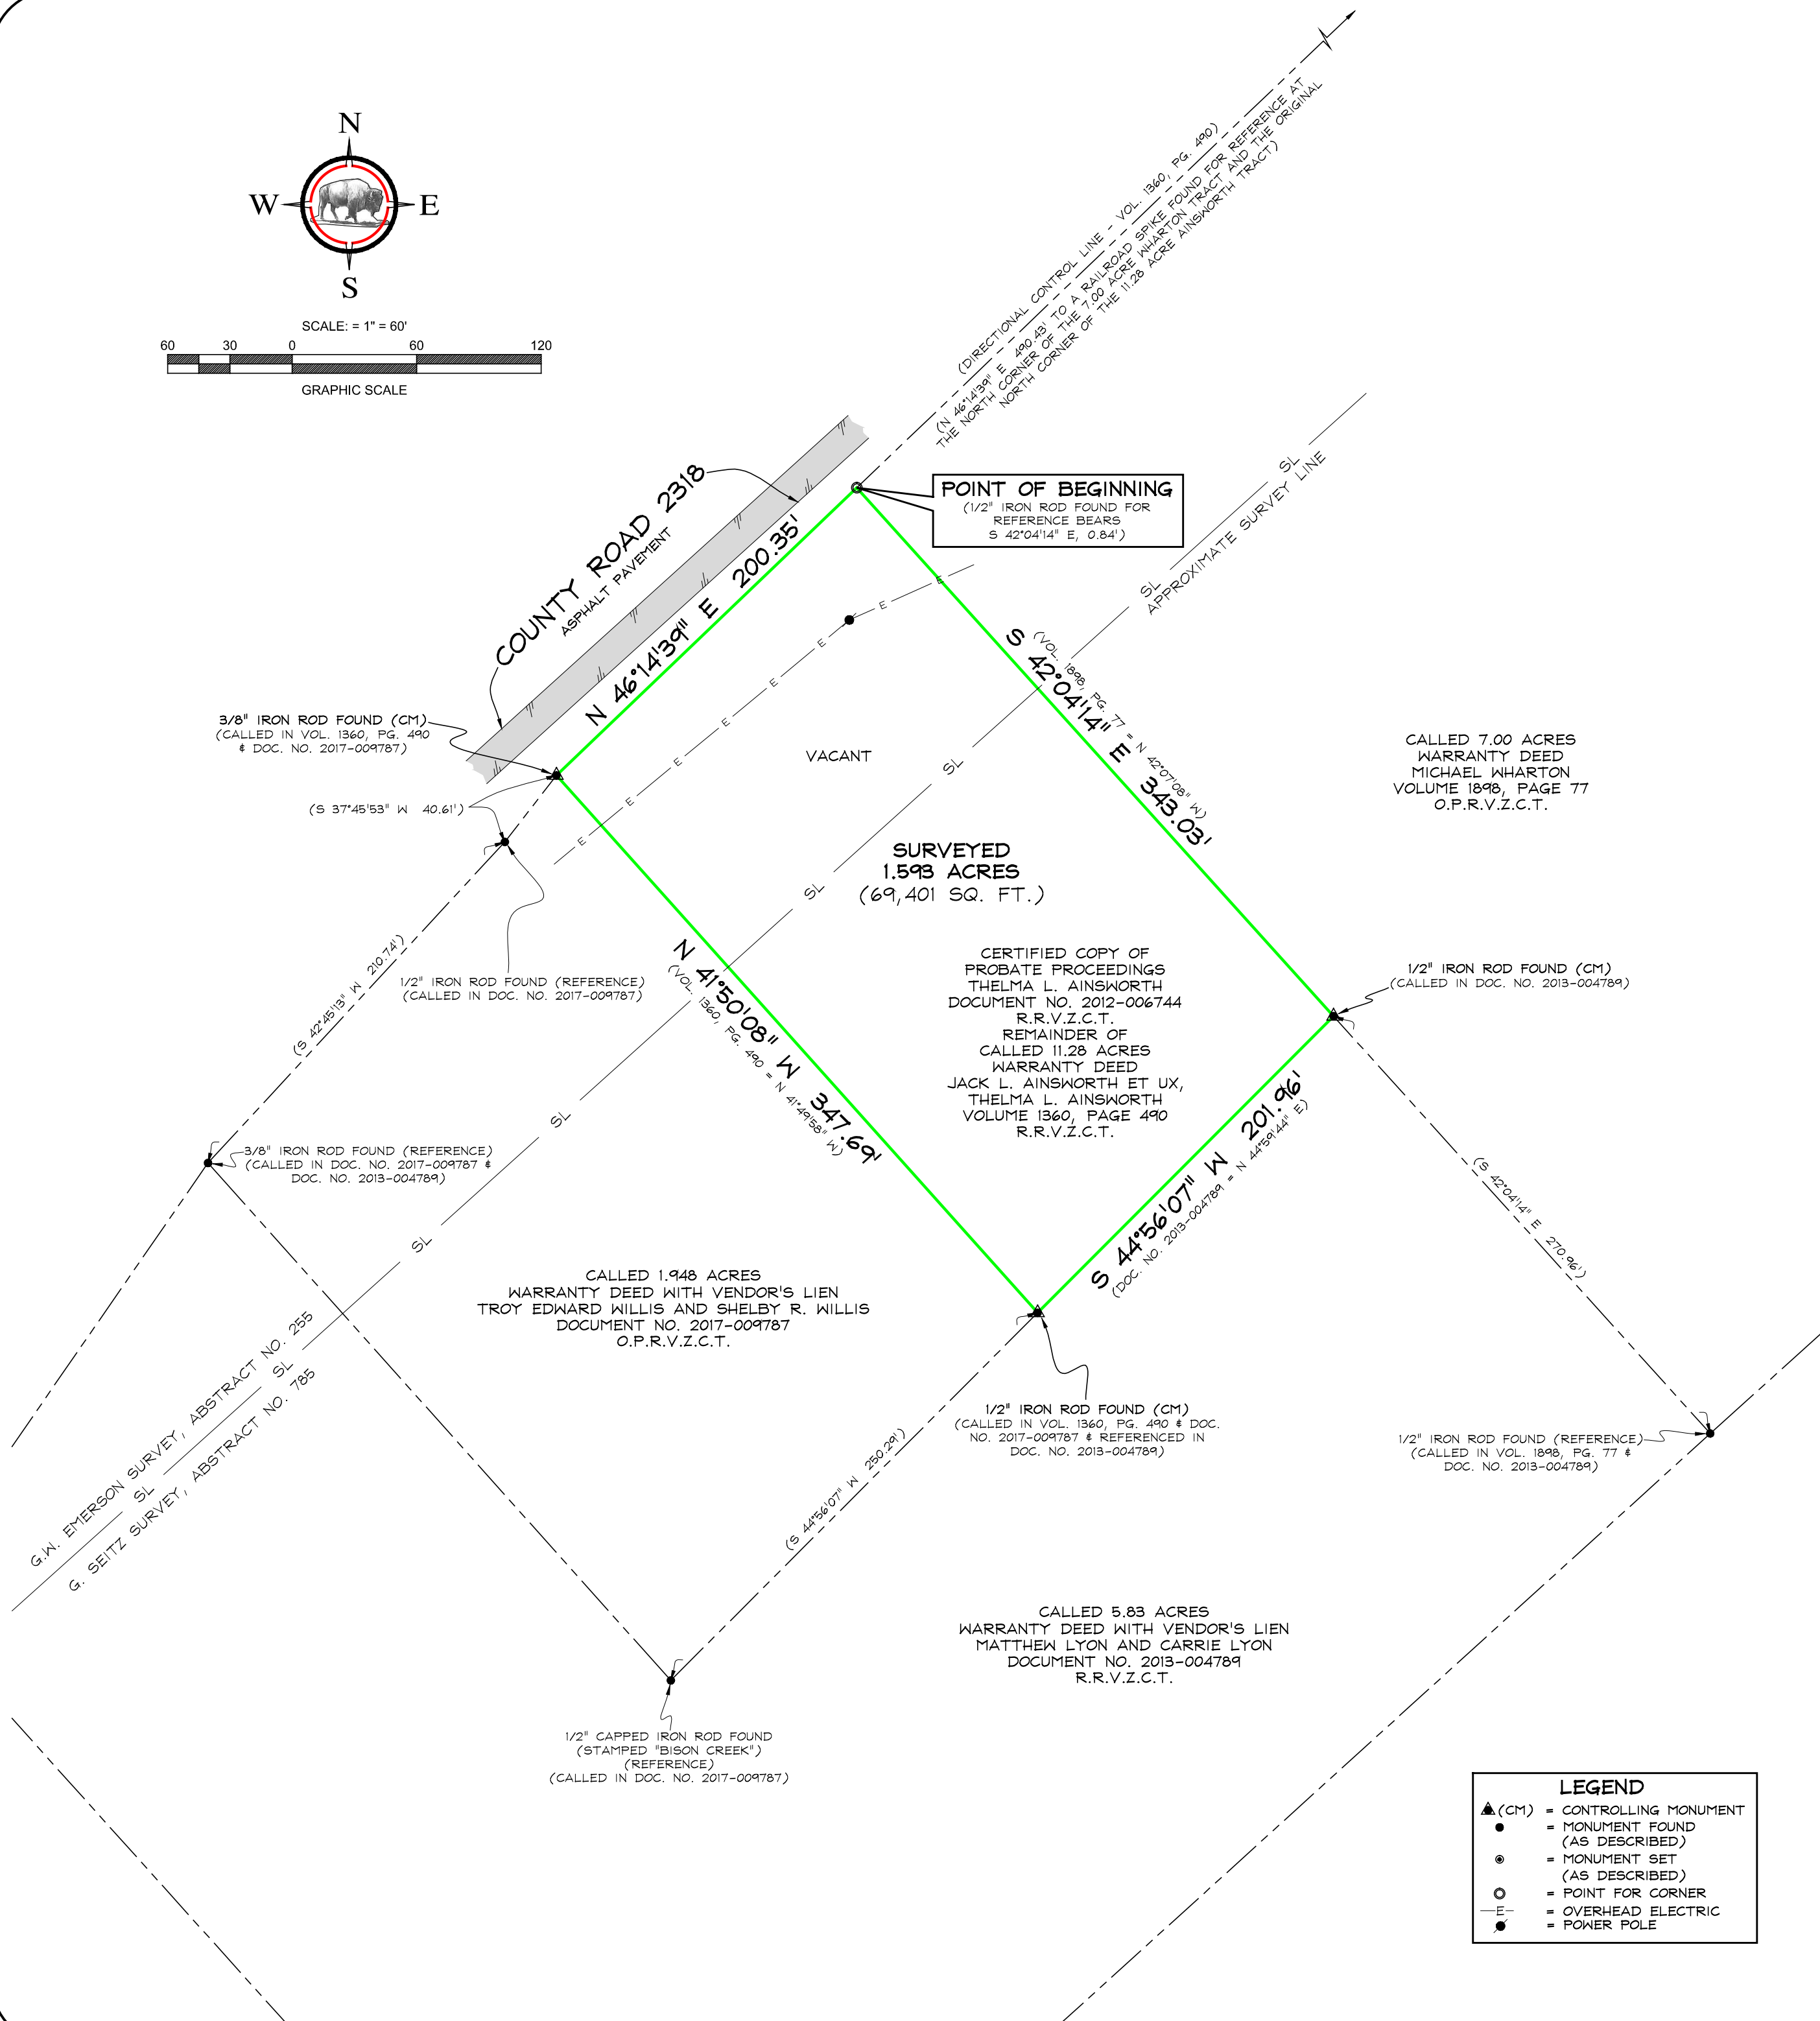 N
W
E
S
SCALE: = 1" = 60'
60 30 0 60 120
GRAPHIC SCALE
(DIRECTIONAL CONTROL LINE - VOL. 1360, PG. 490)
(N 46°14'39" E 490.43' TO A RAILROAD SPIKE FOUND FOR REFERENCE AT
THE NORTH CORNER OF THE 7.00 ACRE WHARTON TRACT AND THE ORIGINAL
NORTH CORNER OF THE 11.28 ACRE AINSWORTH TRACT)
COUNTY ROAD 2318
ASPHALT PAVEMENT
N 46°14'39" E 200.35'
POINT OF BEGINNING
(1/2" IRON ROD FOUND FOR
REFERENCE BEARS
S 42°04'14" E, 0.84')
SL
APPROXIMATE SURVEY LINE
SL
E
E
E
E
E
E
E
E
(VOL. 1898, PG. 77 = N 42°07'08" W)
S 42°04'14" E 343.03'
3/8" IRON ROD FOUND (CM)
(CALLED IN VOL. 1360, PG. 490
& DOC. NO. 2017-009787)
(S 37°45'53" W 40.61')
VACANT
SL
CALLED 7.00 ACRES
WARRANTY DEED
MICHAEL WHARTON
VOLUME 1898, PAGE 77
O.P.R.V.Z.C.T.
SURVEYED
1.593 ACRES
(69,401 SQ. FT.)
SL
CERTIFIED COPY OF
PROBATE PROCEEDINGS
THELMA L. AINSWORTH
DOCUMENT NO. 2012-006744
R.R.V.Z.C.T.
REMAINDER OF
CALLED 11.28 ACRES
WARRANTY DEED
JACK L. AINSWORTH ET UX,
THELMA L. AINSWORTH
VOLUME 1360, PAGE 490
R.R.V.Z.C.T.
1/2" IRON ROD FOUND (CM)
(CALLED IN DOC. NO. 2013-004789)
(S 42°45'13" W 210.74')
1/2" IRON ROD FOUND (REFERENCE)
(CALLED IN DOC. NO. 2017-009787)
N 41°50'08" W 347.69'
(VOL. 1360, PG. 490 = N 41°49'58" W)
S 44°56'07" W 201.96'
(DOC. NO. 2013-004789 = N 44°59'44" E)
SL
3/8" IRON ROD FOUND (REFERENCE)
(CALLED IN DOC. NO. 2017-009787 &
DOC. NO. 2013-004789)
(S 42°04'14" E 270.96')
SL
CALLED 1.948 ACRES
WARRANTY DEED WITH VENDOR'S LIEN
TROY EDWARD WILLIS AND SHELBY R. WILLIS
DOCUMENT NO. 2017-009787
O.P.R.V.Z.C.T.
G.W. EMERSON SURVEY, ABSTRACT NO. 255
SL
SL
G. SEITZ SURVEY, ABSTRACT NO. 785
1/2" IRON ROD FOUND (CM)
(CALLED IN VOL. 1360, PG. 490 & DOC.
NO. 2017-009787 & REFERENCED IN
DOC. NO. 2013-004789)
1/2" IRON ROD FOUND (REFERENCE)
(CALLED IN VOL. 1898, PG. 77 &
DOC. NO. 2013-004789)
(S 44°56'07" W 250.29')
CALLED 5.83 ACRES
WARRANTY DEED WITH VENDOR'S LIEN
MATTHEW LYON AND CARRIE LYON
DOCUMENT NO. 2013-004789
R.R.V.Z.C.T.
1/2" CAPPED IRON ROD FOUND
(STAMPED "BISON CREEK")
(REFERENCE)
(CALLED IN DOC. NO. 2017-009787)
LEGEND
(CM) = CONTROLLING MONUMENT
= MONUMENT FOUND
(AS DESCRIBED)
= MONUMENT SET
(AS DESCRIBED)
= POINT FOR CORNER
E = OVERHEAD ELECTRIC
= POWER POLE